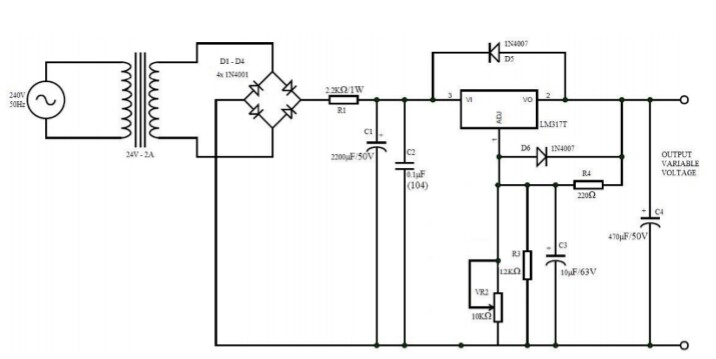 240V
50Hz
24V - 2A
D1 - D4
4x 1N4001
2.2KΩ/1W
R1
C1
+
2200µF/50V
C2
0.1µF
(104)
1N4007
D5
3
VI
VO
2
ADJ
LM317T
1
D6
1N4007
R4
220Ω
OUTPUT
VARIABLE
VOLTAGE
+
C4
470µF/50V
R3
12KΩ
+
C3
10µF/63V
VR2
10KΩ